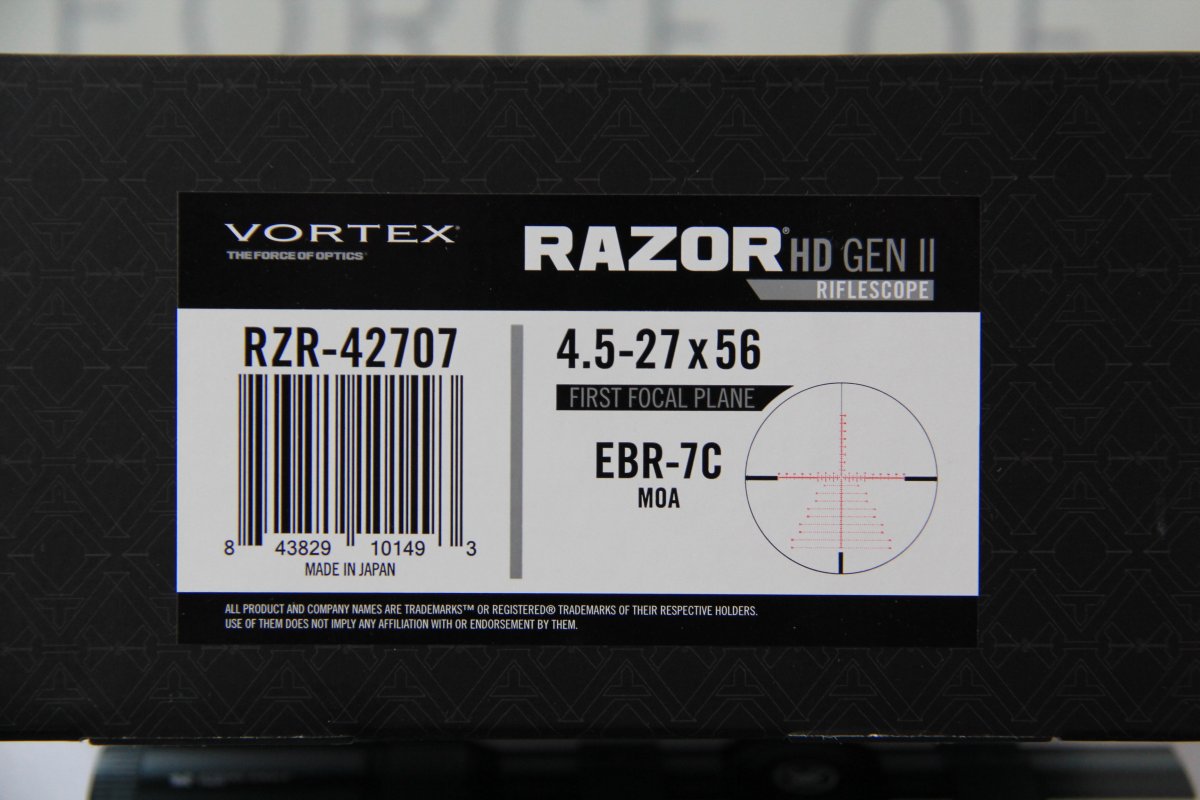 FORCE OF
VORTEX®
THE FORCE OF OPTICS®
RAZOR® HD GEN II
RIFLESCOPE
RZR-42707
8 43829 10149 3
MADE IN JAPAN
4.5-27 x 56
FIRST FOCAL PLANE
EBR-7C
MOA
ALL PRODUCT AND COMPANY NAMES ARE TRADEMARKS™ OR REGISTERED® TRADEMARKS OF THEIR RESPECTIVE HOLDERS.
USE OF THEM DOES NOT IMPLY ANY AFFILIATION WITH OR ENDORSEMENT BY THEM.